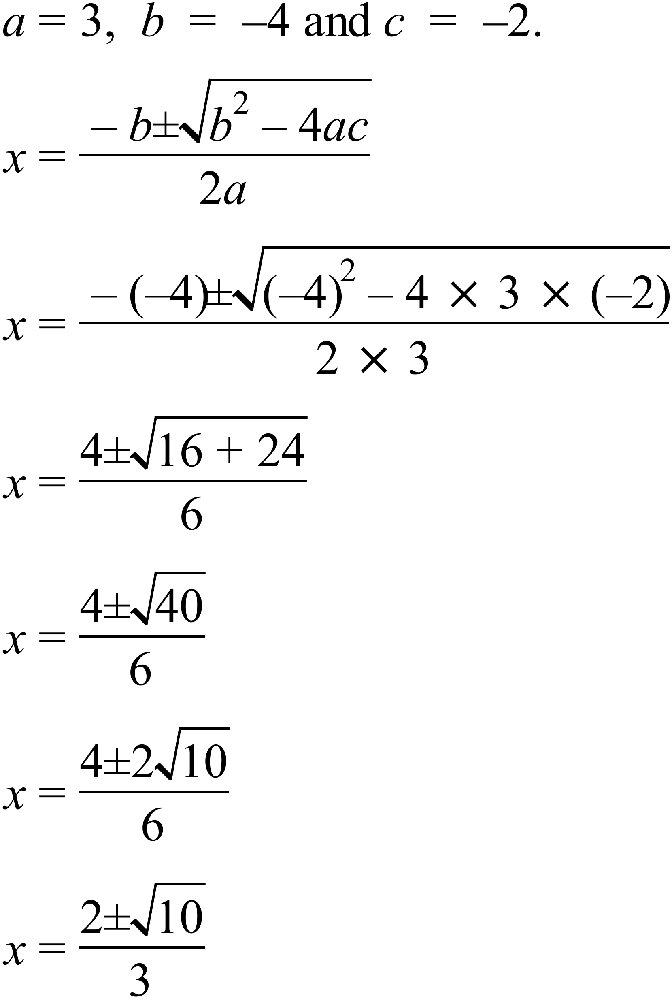 a = 3, b = –4 and c = –2.
x = (– b±√(b² – 4ac))/(2a)
x = (– (–4)±√((–4)² – 4 × 3 × (–2)))/(2 × 3)
x = (4±√(16 + 24))/6
x = (4±√40)/6
x = (4±2√10)/6
x = (2±√10)/3